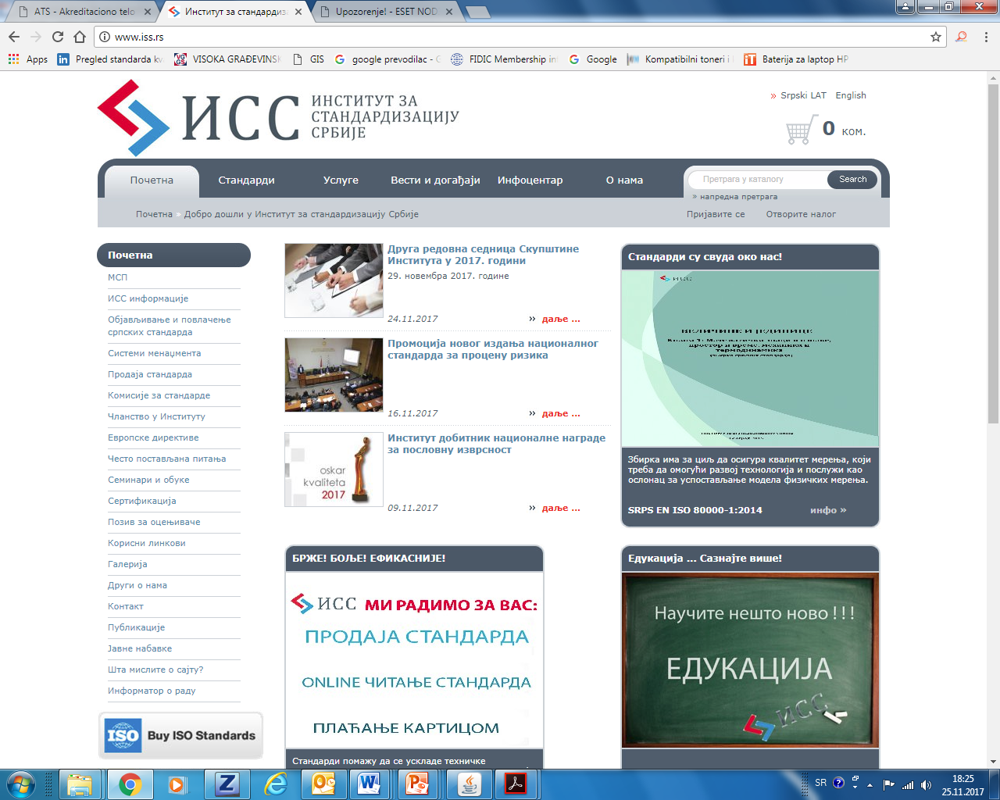 ATS - Akreditaciono telo
Институт за стандардиза
Upozorenje! - ESET NOD
www.iss.rs
Apps
Pregled standarda kv
VISOKA GRAĐEVINSK
GIS
google prevodilac - G
FIDIC Membership in
Google
Kompatibilni toneri i
Baterija za laptop HP
ИСС ИНСТИТУТ ЗА
СТАНДАРДИЗАЦИЈУ
СРБИЈЕ
» Srpski LAT English
0 ком.
Почетна Стандарди Услуге Вести и догађаји Инфоцентар О нама
Претрага у каталогу Search
» напредна претрага
Почетна » Добро дошли у Институт за стандардизацију Србије
Пријавите се Отворите налог
Почетна
МСП
ИСС информације
Објављивање и повлачење
српских стандарда
Системи менаџмента
Продаја стандарда
Комисије за стандарде
Чланство у Институту
Европске директиве
Често постављана питања
Семинари и обуке
Сертификација
Позив за оцењиваче
Корисни линкови
Галерија
Други о нама
Контакт
Публикације
Јавне набавке
Шта мислите о сајту?
Информатор о раду
ISO Buy ISO Standards
Друга редовна седница Скупштине
Института у 2017. години
29. новембра 2017. године
24.11.2017 » даље ...
Промоција новог издања националног
стандарда за процену ризика
16.11.2017 » даље ...
oskar
kvaliteta
2017
Институт добитник националне награде
за пословну изврсност
09.11.2017 » даље ...
Стандарди су свуда око нас!
ИСС
Збирка има за циљ да осигура квалитет мерења, који
треба да омогући развој технологија и послужи као
ослонац за успостављање модела физичких мерења.
SRPS EN ISO 80000-1:2014 инфо »
БРЖЕ! БОЉЕ! ЕФИКАСНИЈЕ!
ИСС МИ РАДИМО ЗА ВАС:
ПРОДАЈА СТАНДАРДА
ONLINE ЧИТАЊЕ СТАНДАРДА
ПЛАЋАЊЕ КАРТИЦОМ
Стандарди помажу да се ускладе техничке
Едукација ... Сазнајте више!
Научите нешто ново ! ! !
ЕДУКАЦИЈА
ИСС
SR
18:25
25.11.2017